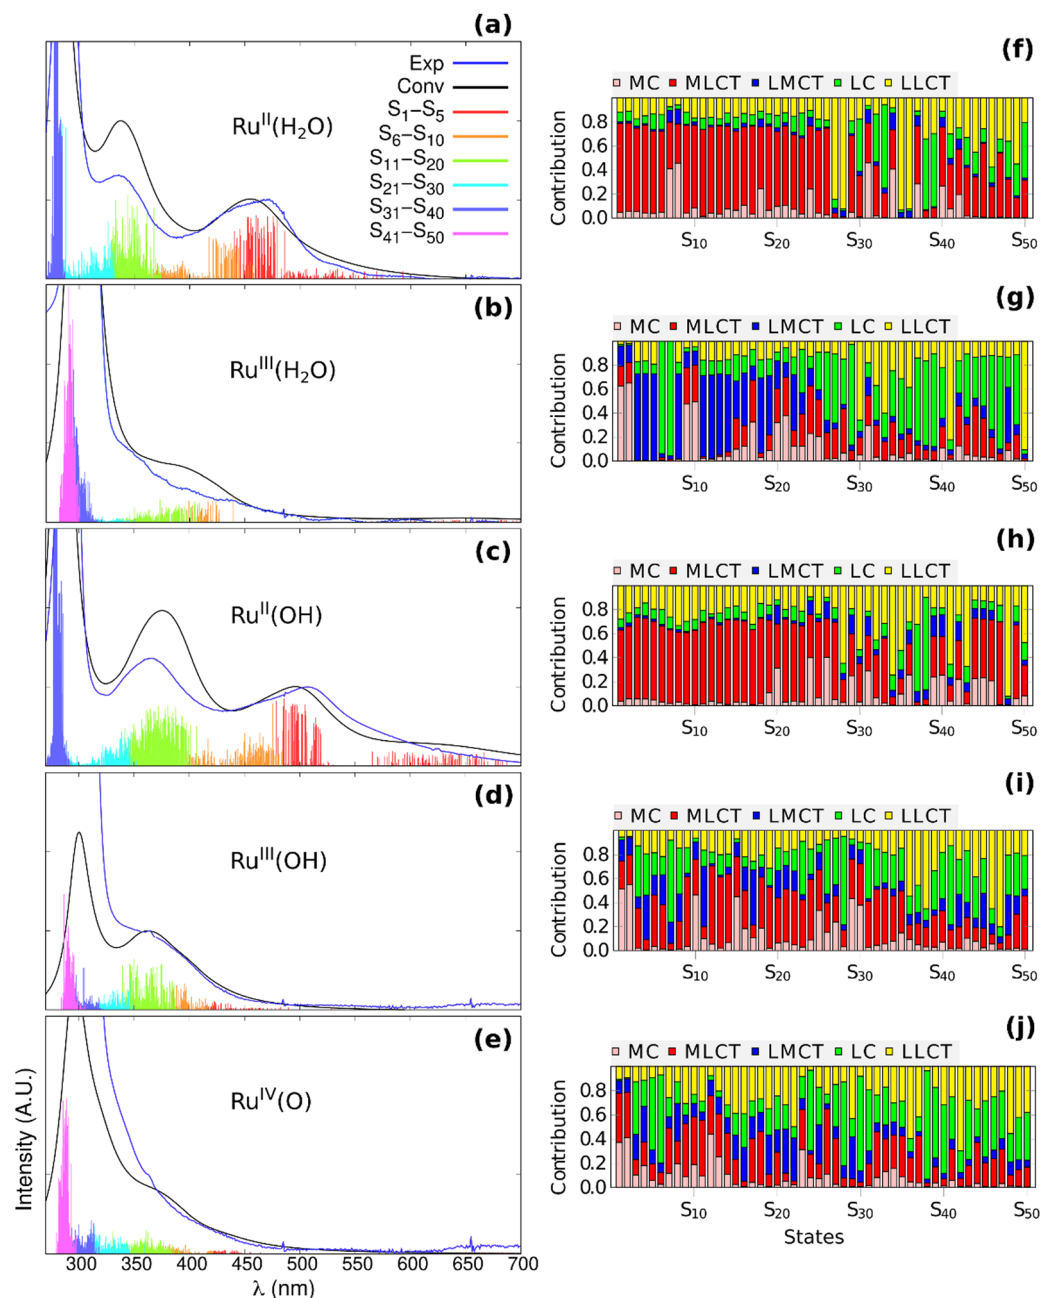 (a)
Exp
Conv
S1–S5
S6–S10
S11–S20
S21–S30
S31–S40
S41–S50
RuII(H2O)
(b)
RuIII(H2O)
(c)
RuII(OH)
(d)
RuIII(OH)
(e)
RuIV(O)
Intensity (A.U.)
300 350 400 450 500 550 600 650 700
λ (nm)
(f)
MC MLCT LMCT LC LLCT
Contribution
0.8
0.6
0.4
0.2
0.0
S10 S20 S30 S40 S50
(g)
MC MLCT LMCT LC LLCT
Contribution
0.8
0.6
0.4
0.2
0.0
S10 S20 S30 S40 S50
(h)
MC MLCT LMCT LC LLCT
Contribution
0.8
0.6
0.4
0.2
0.0
S10 S20 S30 S40 S50
(i)
MC MLCT LMCT LC LLCT
Contribution
0.8
0.6
0.4
0.2
0.0
S10 S20 S30 S40 S50
(j)
MC MLCT LMCT LC LLCT
Contribution
0.8
0.6
0.4
0.2
0.0
S10 S20 S30 S40 S50
States